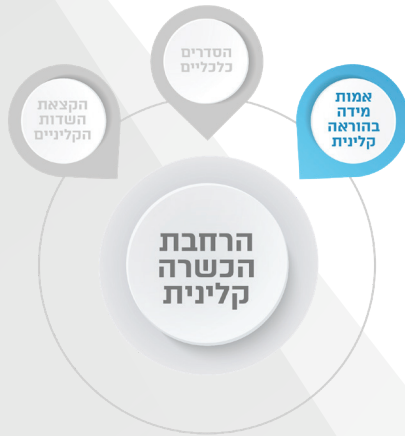 הסדרים
כלכליים
אמות
מידה
בהוראה
קלינית
הקצאת
השדות
הקליניים
הרחבת
הכשרה
קלינית